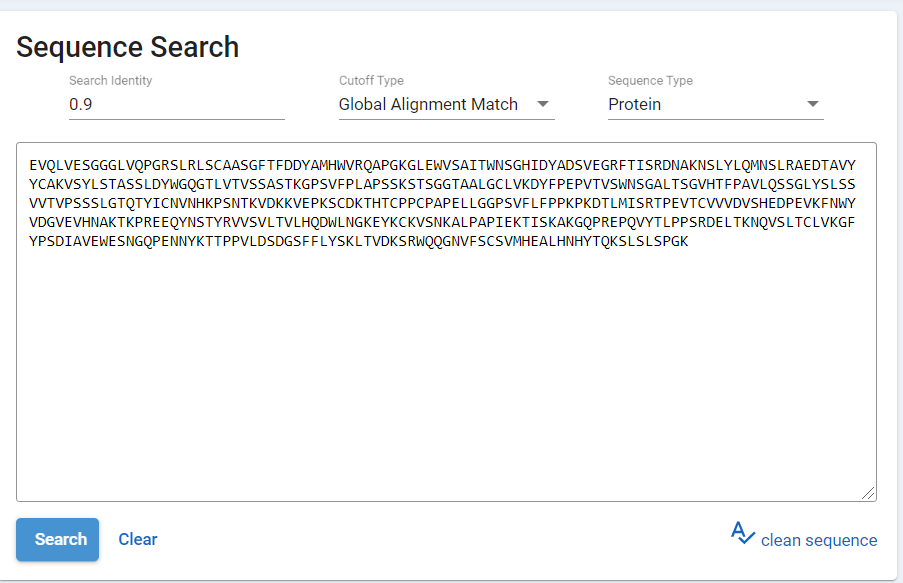 Sequence Search
Search Identity
0.9
Cutoff Type
Global Alignment Match
Sequence Type
Protein
EVQLVESGGGLVQPGRSLRLSCAASGFTFDDYAMHWVRQAPGKGLEWVSAITWNSGHIDYADSVEGRFTISRDNAKNSLYLQMNSLRAEDTAVY
YCAKVSYLSTASSLDYWGQGTLVTVSSASTKGPSVFPLAPSSKSTSGGTAALGCLVKDYFPEPVTVSWNSGALTSGVHTFPAVLQSSGLYSLSS
VVTVPSSSLGTQTYICNVNHKPSNTKVDKKVEPKSCDKTHTCPPCPAPELLGGPSVFLFPPKPKDTLMISRTPEVTCVVVDVSHEDPEVKFNWY
VDGVEVHNAKTKPREEQYNSTYRVVSVLTVLHQDWLNGKEYKCKVSNKALPAPIEKTISKAKGQPREPQVYTLPPSRDELTKNQVSLTCLVKGF
YPSDIAVEWESNGQPENNYKTTPPVLDSDGSFFLYSKLTVDKSRWQQGNVFSCSVMHEALHNHYTQKSLSLSPGK
Search
Clear
clean sequence